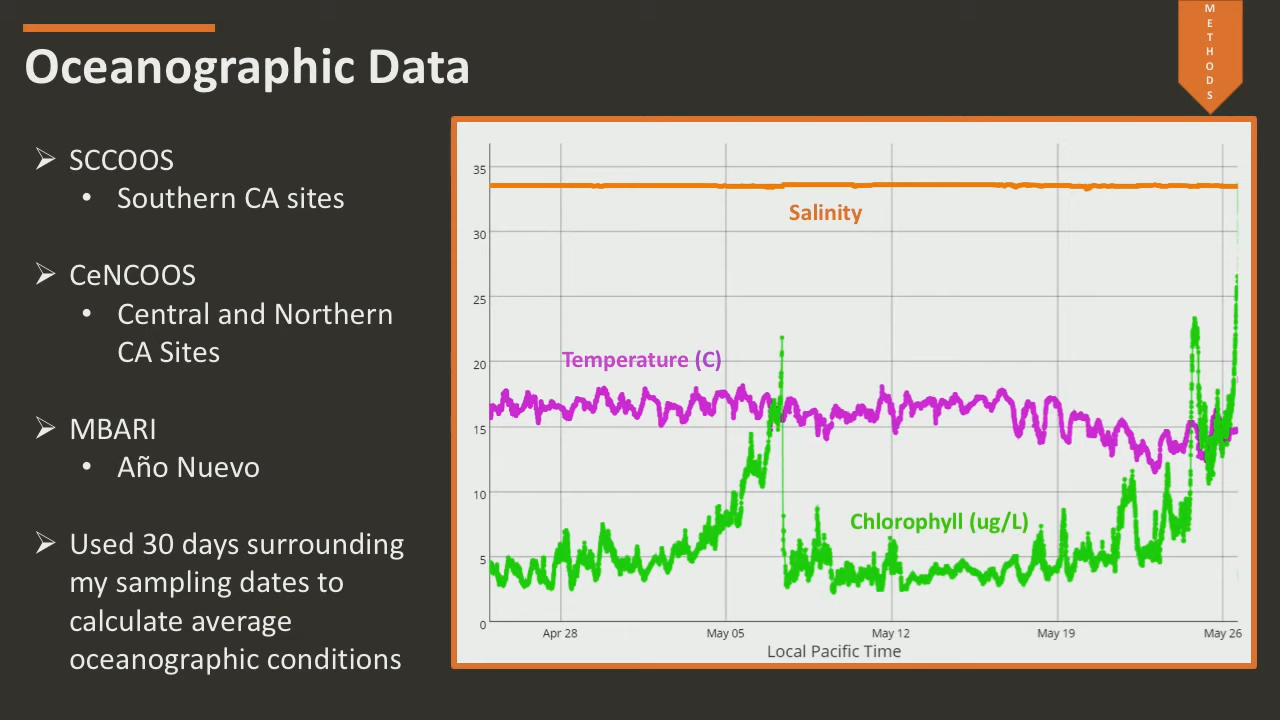 METHODS
Oceanographic Data
➢ SCCOOS
• Southern CA sites
➢ CeNCOOS
• Central and Northern
CA Sites
➢ MBARI
• Año Nuevo
➢ Used 30 days surrounding
my sampling dates to
calculate average
oceanographic conditions
35
30
25
20
15
10
5
0
Salinity
Temperature (C)
Chlorophyll (ug/L)
Apr 28 May 05 May 12 May 19 May 26
Local Pacific Time